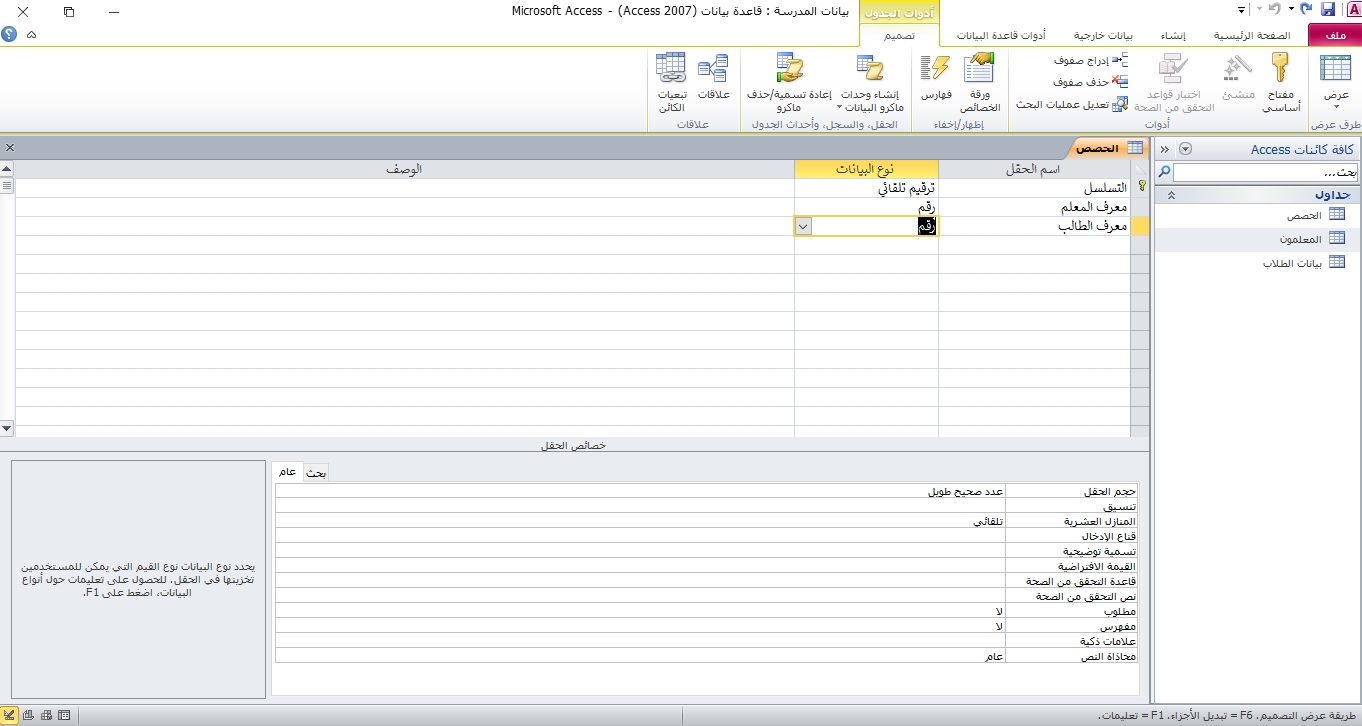 بيانات المدرسة : قاعدة بيانات (Access 2007) - Microsoft Access
أدوات الجدول
ملف
الصفحة الرئيسية
إنشاء
بيانات خارجية
أدوات قاعدة البيانات
تصميم
عرض
مفتاح أساسي
منشئ
اختبار قواعد التحقق من الصحة
إدراج صفوف
حذف صفوف
تعديل عمليات البحث
ورقة الخصائص
فهارس
إنشاء وحدات ماكرو البيانات
إعادة تسمية/حذف ماكرو
علاقات
تبعيات الكائن
طرق عرض
أدوات
إظهار/إخفاء
الحقل، والسجل، وأحداث الجدول
علاقات
كافة كائنات Access
بحث...
جداول
الحصص
المعلمون
بيانات الطلاب
الحصص
اسم الحقل
نوع البيانات
الوصف
التسلسل
ترقيم تلقائي
معرف المعلم
رقم
معرف الطالب
رقم
خصائص الحقل
عام
بحث
حجم الحقل
عدد صحيح طويل
تنسيق
المنازل العشرية
تلقائي
قناع الإدخال
تسمية توضيحية
القيمة الافتراضية
قاعدة التحقق من الصحة
نص التحقق من الصحة
مطلوب
لا
مفهرس
لا
علامات ذكية
محاذاة النص
عام
يحدد نوع البيانات نوع القيم التي يمكن للمستخدمين
تخزينها في الحقل. للحصول على تعليمات حول أنواع
البيانات، اضغط على F1.
طريقة عرض التصميم. F6 = تبديل الأجزاء. F1 = تعليمات.